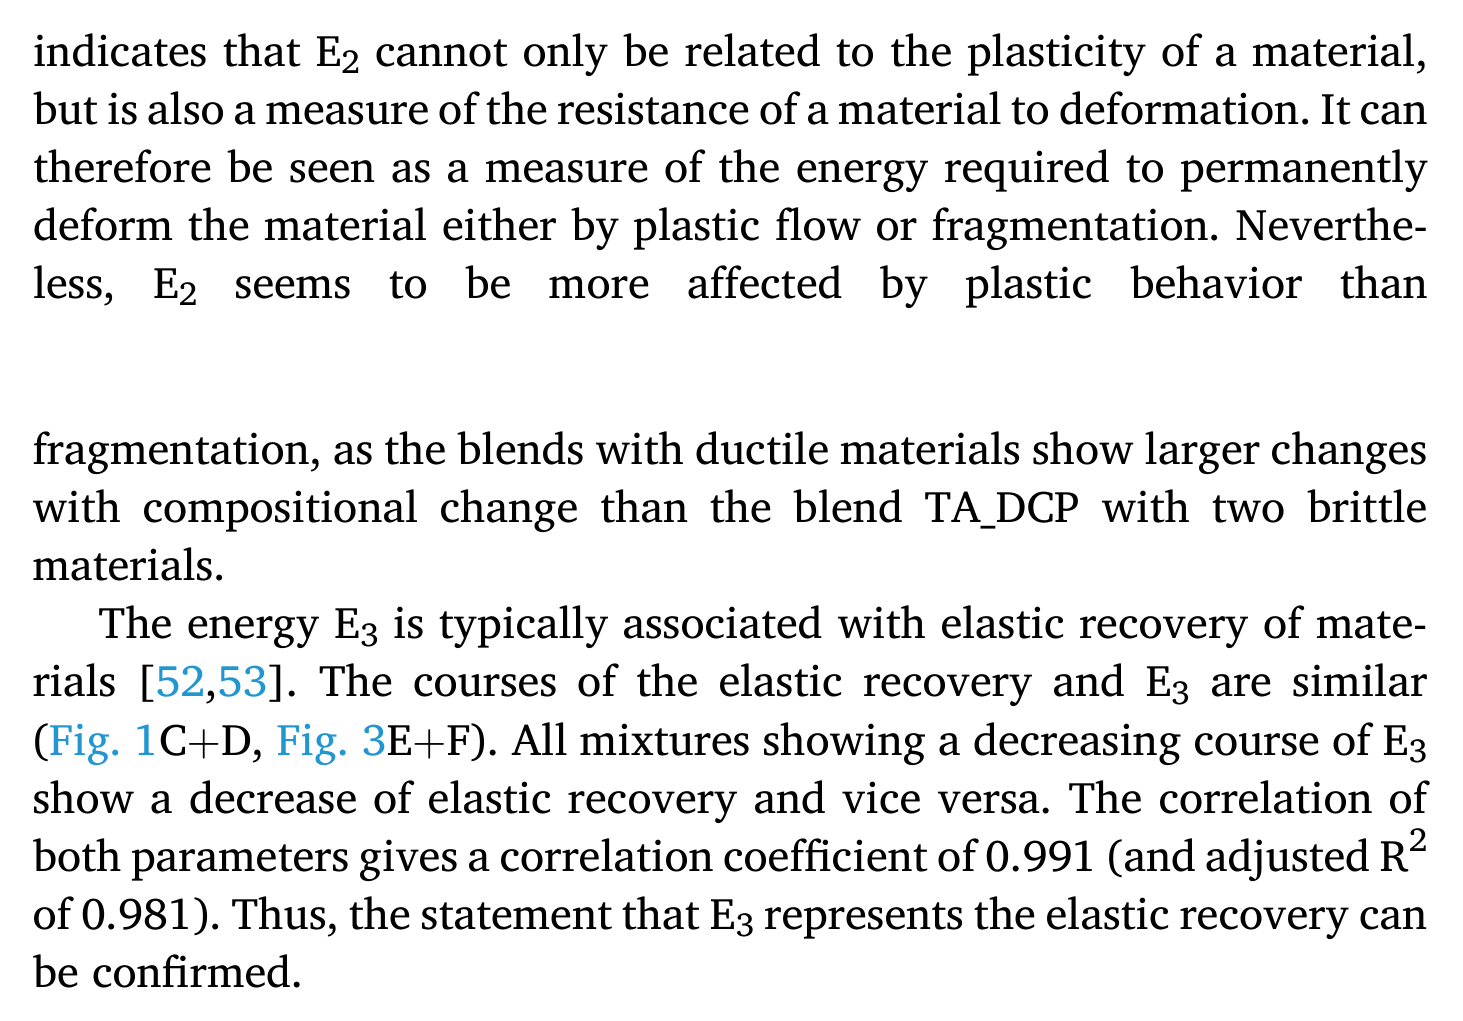 indicates that E₂ cannot only be related to the plasticity of a material,
but is also a measure of the resistance of a material to deformation. It can
therefore be seen as a measure of the energy required to permanently
deform the material either by plastic flow or fragmentation. Neverthe-
less, E₂ seems to be more affected by plastic behavior than
fragmentation, as the blends with ductile materials show larger changes
with compositional change than the blend TA_DCP with two brittle
materials.
The energy E₃ is typically associated with elastic recovery of mate-
rials [52,53]. The courses of the elastic recovery and E₃ are similar
(Fig. 1C+D, Fig. 3E+F). All mixtures showing a decreasing course of E₃
show a decrease of elastic recovery and vice versa. The correlation of
both parameters gives a correlation coefficient of 0.991 (and adjusted R²
of 0.981). Thus, the statement that E₃ represents the elastic recovery can
be confirmed.